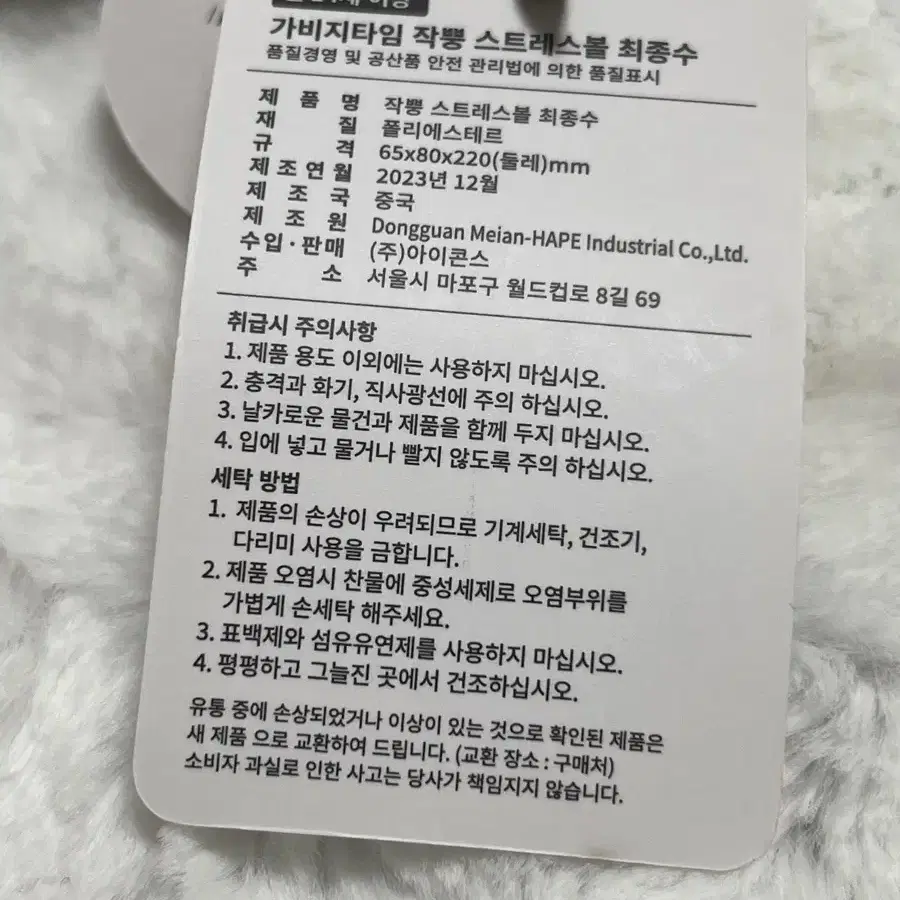 가비지타임 작뿡 스트레스볼 최종수
품질경영 및 공산품 안전 관리법에 의한 품질표시
제 품 명 작뿡 스트레스볼 최종수
재 질 폴리에스테르
규 격 65x80x220(둘레)mm
제조연월 2023년 12월
제 조 국 중국
제 조 원 Dongguan Meian-HAPE Industrial Co.,Ltd.
수입·판매 (주)아이콘스
주 소 서울시 마포구 월드컵로 8길 69
취급시 주의사항
1. 제품 용도 이외에는 사용하지 마십시오.
2. 충격과 화기, 직사광선에 주의 하십시오.
3. 날카로운 물건과 제품을 함께 두지 마십시오.
4. 입에 넣고 물거나 빨지 않도록 주의 하십시오.
세탁 방법
1. 제품의 손상이 우려되므로 기계세탁, 건조기,
다리미 사용을 금합니다.
2. 제품 오염시 찬물에 중성세제로 오염부위를
가볍게 손세탁 해주세요.
3. 표백제와 섬유유연제를 사용하지 마십시오.
4. 평평하고 그늘진 곳에서 건조하십시오.
유통 중에 손상되었거나 이상이 있는 것으로 확인된 제품은
새 제품 으로 교환하여 드립니다. (교환 장소 : 구매처)
소비자 과실로 인한 사고는 당사가 책임지지 않습니다.